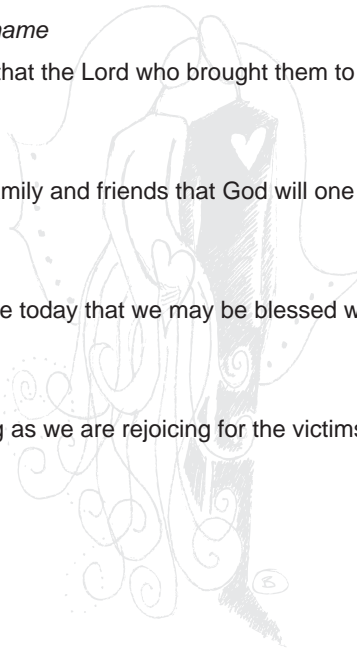 name
that the Lord who brought them to
mily and friends that God will one
e today that we may be blessed w
g as we are rejoicing for the victims